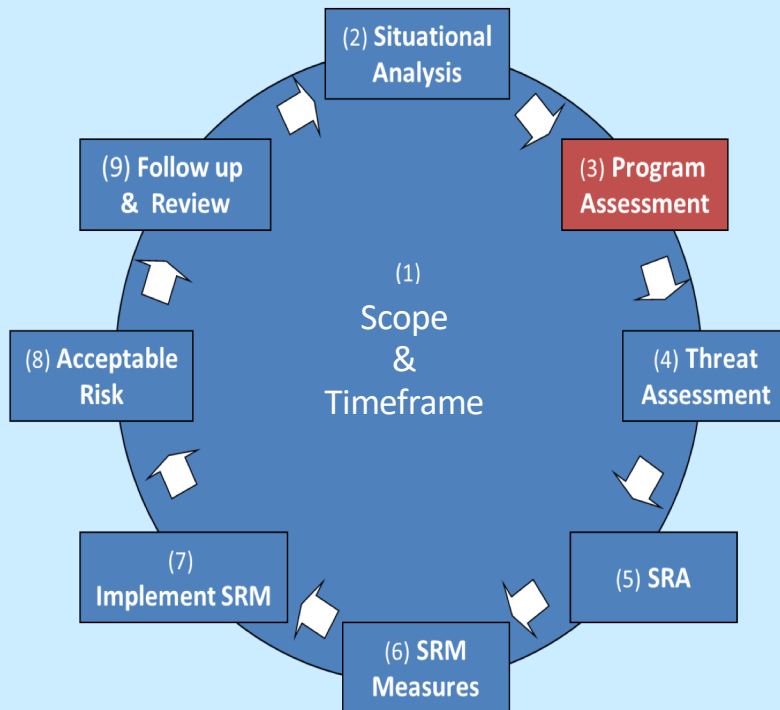 (2) Situational
Analysis
(3) Program
Assessment
(4) Threat
Assessment
(5) SRA
(6) SRM
Measures
(7)
Implement SRM
(8) Acceptable
Risk
(9) Follow up
& Review
(1)
Scope
&
Timeframe